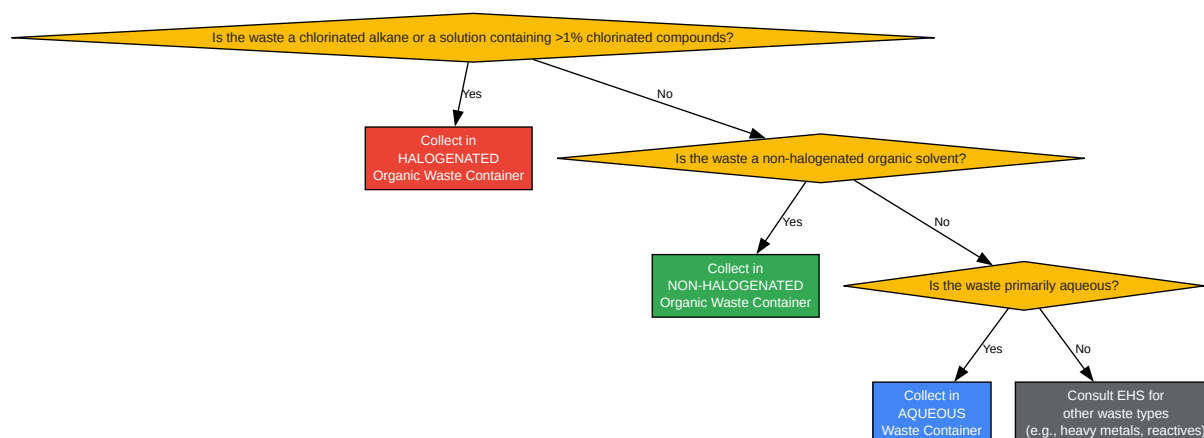 Is the waste a chlorinated alkane or a solution containing >1% chlorinated compounds?
Yes
No
Collect in
HALOGENATED
Organic Waste Container
Is the waste a non-halogenated organic solvent?
Yes
No
Collect in
NON-HALOGENATED
Organic Waste Container
Is the waste primarily aqueous?
Yes
No
Collect in
AQUEOUS
Waste Container
Consult EHS for
other waste types
(e.g., heavy metals, reactives)